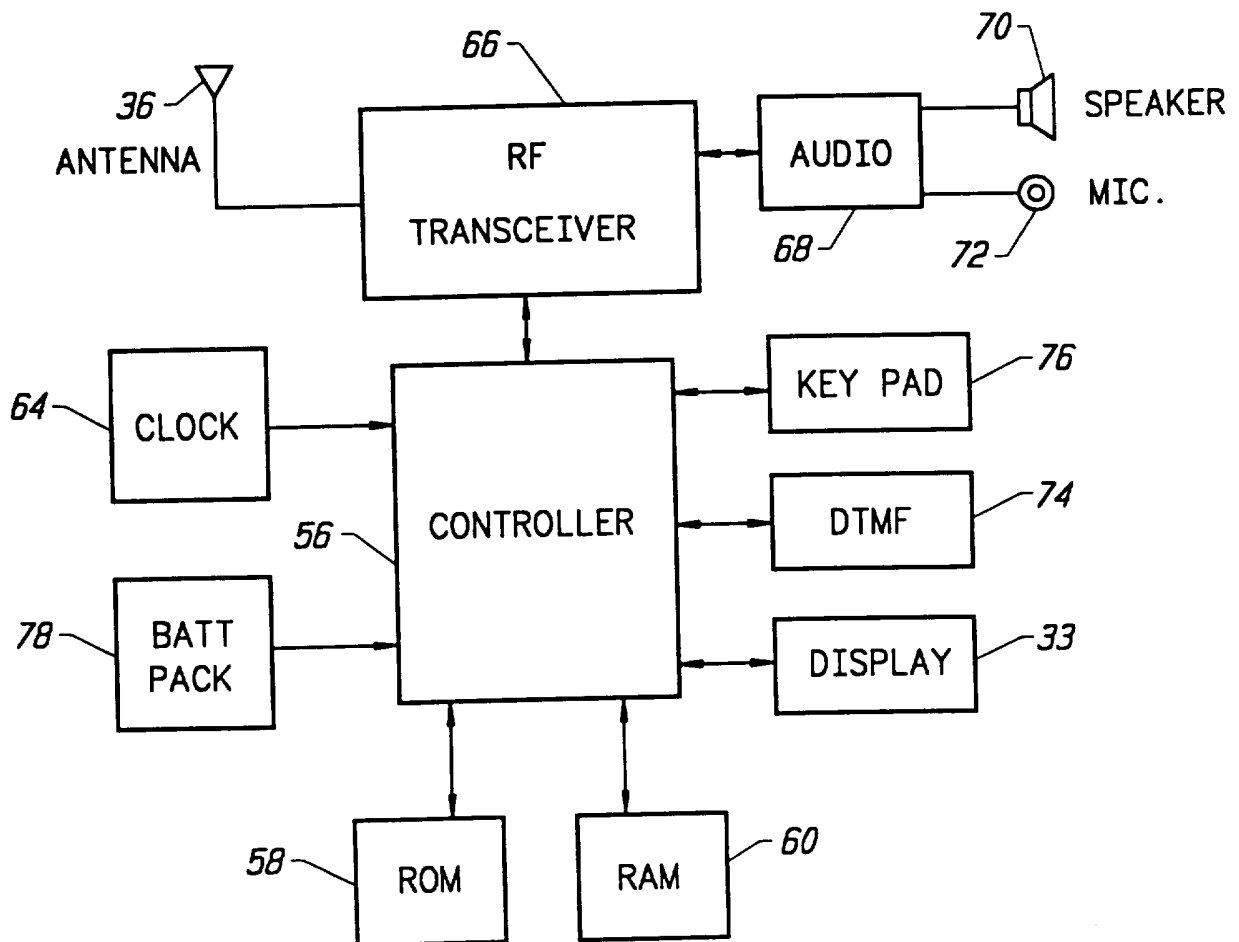 70
66
36
SPEAKER
RF
TRANSCEIVER
AUDIO
ANTENNA
MIC.
68
72
CLOCK
64
KEY PAD
76
CONTROLLER
56
DTMF
74
BATT
PACK
78
DISPLAY
33
ROM
58
RAM
60